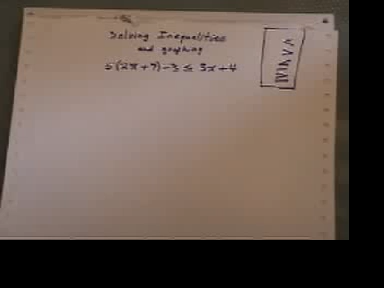 Solving Inequalities
and graphing
5(2x+7)-3 ≤ 3x+4
< > ≤ ≥